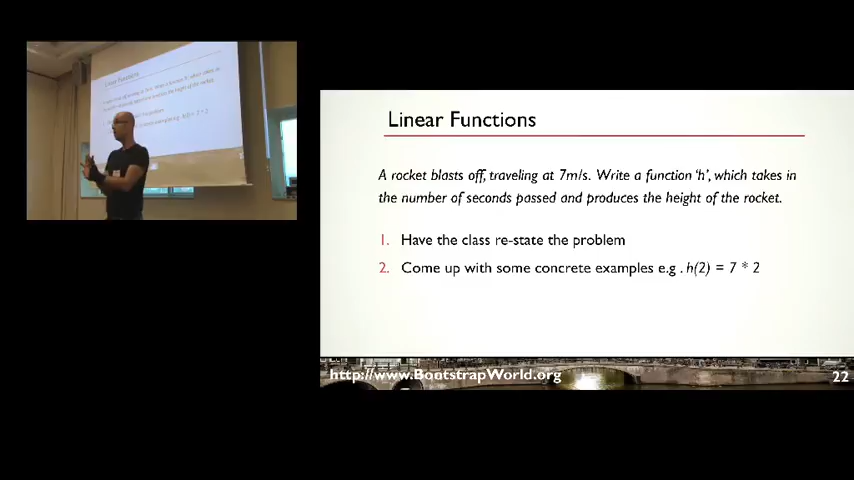 Linear Functions
A rocket blasts off, traveling at 7m/s. Write a function 'h', which takes in
the number of seconds passed and produces the height of the rocket.
1. Have the class re-state the problem
2. Come up with some concrete examples e.g . h(2) = 7 * 2
http://www.BootstrapWorld.org
22
Linear Functions